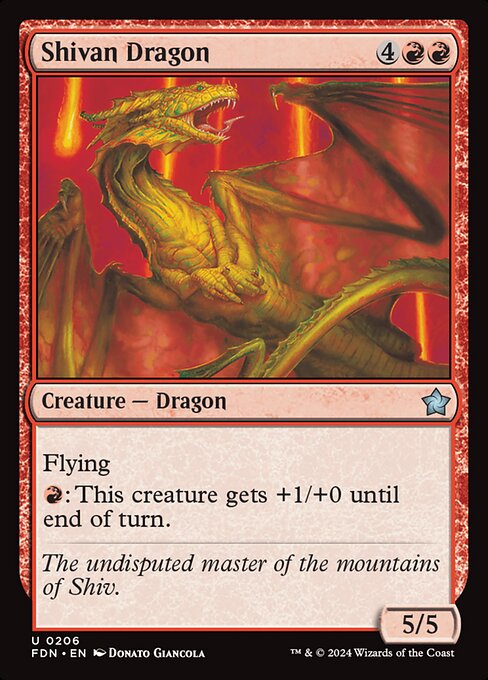 Shivan Dragon 4
Creature — Dragon
Flying
: This creature gets +1/+0 until
end of turn.
The undisputed master of the mountains
of Shiv.
5/5
U 0206
FDN • EN Donato Giancola
™ & © 2024 Wizards of the Coast